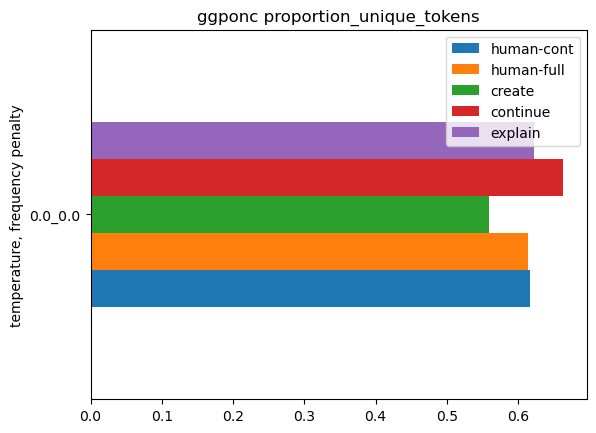 ggponc proportion_unique_tokens
human-cont
human-full
create
continue
explain
temperature, frequency penalty
0.0_0.0
0.0 0.1 0.2 0.3 0.4 0.5 0.6